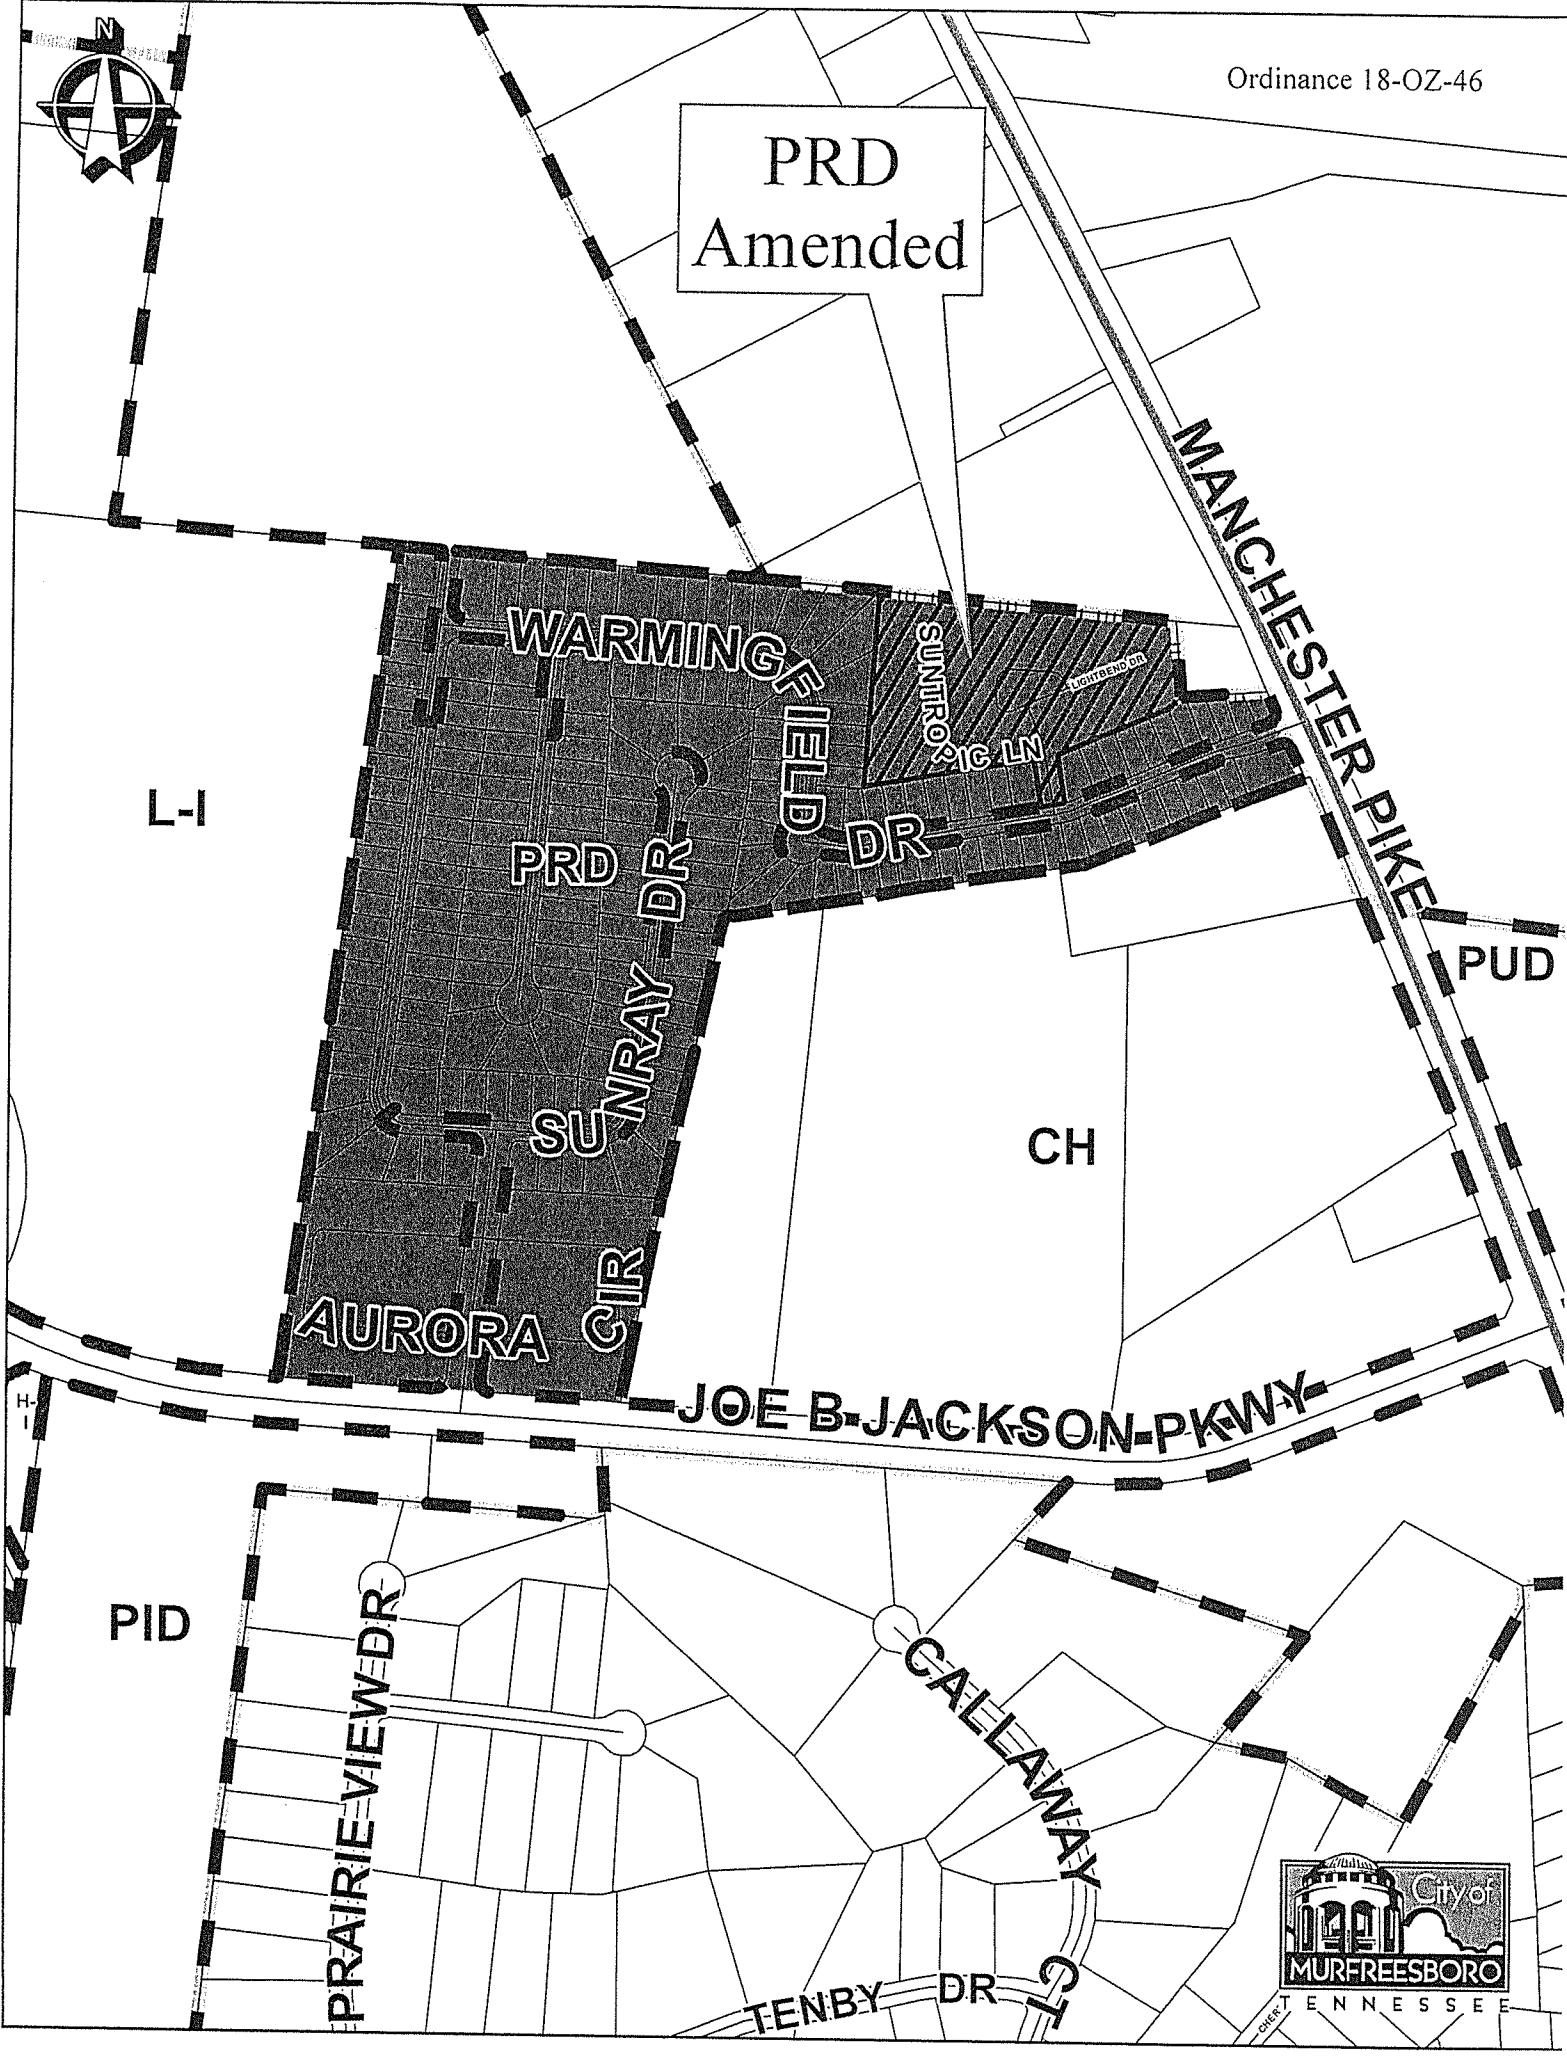 N
Ordinance 18-OZ-46
PRD
Amended
MANCHESTER PIKE
WARMINGFIELD DR
SUNTROPIC LN
LIGHTBEND DR
L-I
PRD
SUNRAY DR
PUD
CH
AURORA CIR
H-I
JOE B JACKSON PKWY
PID
PRAIRIE VIEW DR
CALLAWAY CT
TENBY DR
CHER
City of
MURFREESBORO
TENNESSEE